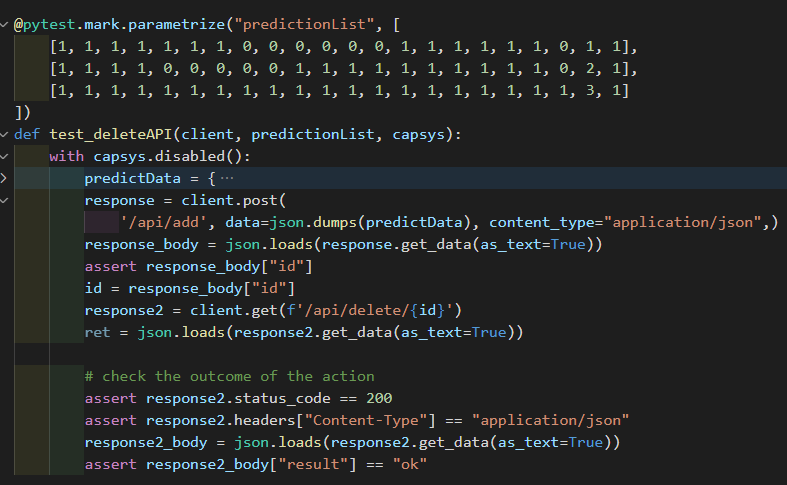 @pytest.mark.parametrize("predictionList", [
    [1, 1, 1, 1, 1, 1, 1, 0, 0, 0, 0, 0, 0, 1, 1, 1, 1, 1, 1, 0, 1, 1],
    [1, 1, 1, 1, 0, 0, 0, 0, 0, 1, 1, 1, 1, 1, 1, 1, 1, 1, 1, 0, 2, 1],
    [1, 1, 1, 1, 1, 1, 1, 1, 1, 1, 1, 1, 1, 1, 1, 1, 1, 1, 1, 1, 3, 1]
])
def test_deleteAPI(client, predictionList, capsys):
    with capsys.disabled():
        predictData = {···
        response = client.post(
            '/api/add', data=json.dumps(predictData), content_type="application/json",)
        response_body = json.loads(response.get_data(as_text=True))
        assert response_body["id"]
        id = response_body["id"]
        response2 = client.get(f'/api/delete/{id}')
        ret = json.loads(response2.get_data(as_text=True))
        # check the outcome of the action
        assert response2.status_code == 200
        assert response2.headers["Content-Type"] == "application/json"
        response2_body = json.loads(response2.get_data(as_text=True))
        assert response2_body["result"] == "ok"